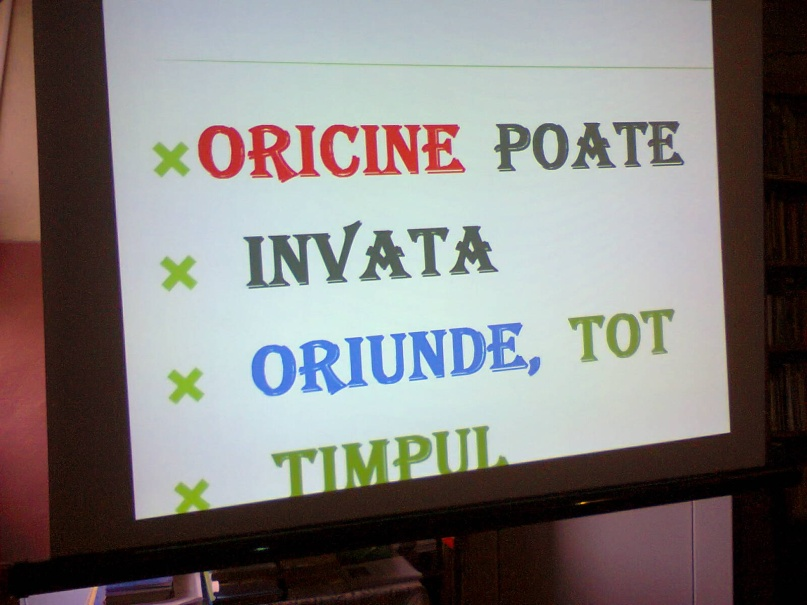 ORICINE POATE
INVATA
ORIUNDE, TOT
TIMPUL